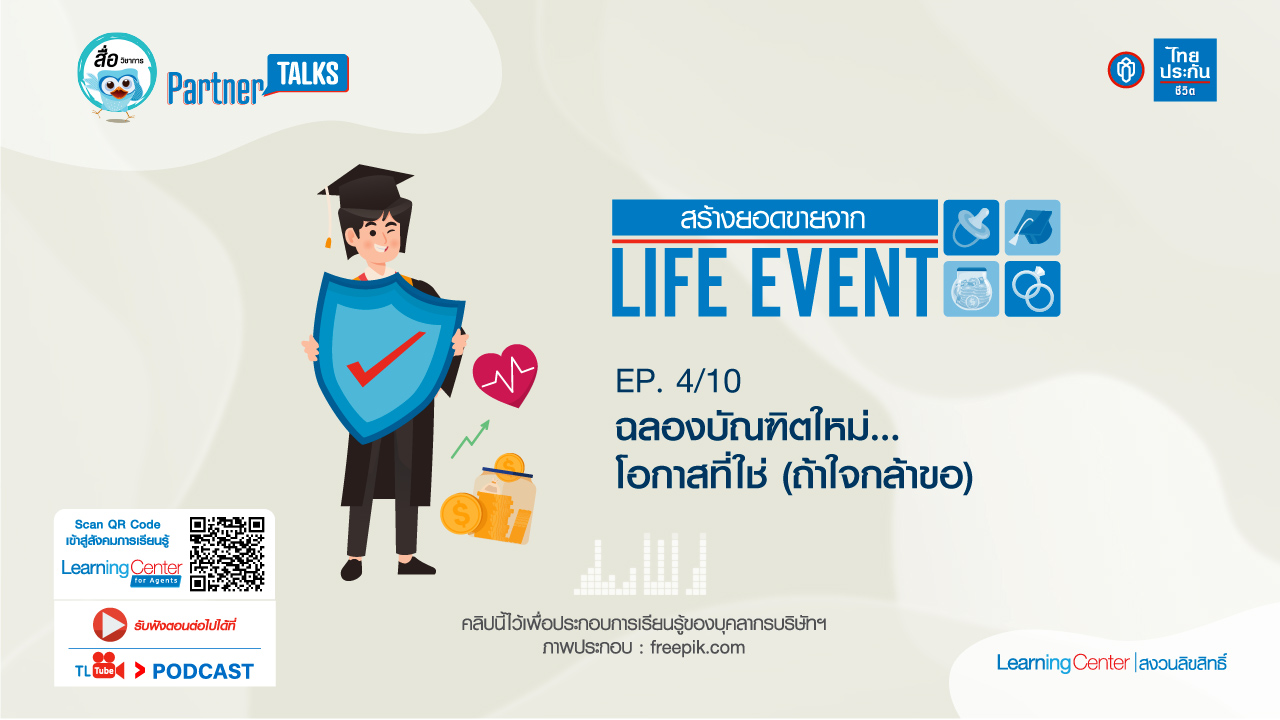 สื่อ วิชาการ
Partner TALKS
ไทย
ประกัน
ชีวิต
สร้างยอดขายจาก
LIFE EVENT
EP. 4/10
ฉลองบัณฑิตใหม่...
โอกาสที่ใช่ (ถ้าใจกล้าขอ)
Scan QR Code
เข้าสู่สังคมการเรียนรู้
Learning Center
for Agents
รับฟังตอนต่อไปได้ที่
TL Tube > PODCAST
คลิปนี้ไว้เพื่อประกอบการเรียนรู้ของบุคลากรบริษัทฯ
ภาพประกอบ : freepik.com
Learning Center | สงวนลิขสิทธิ์